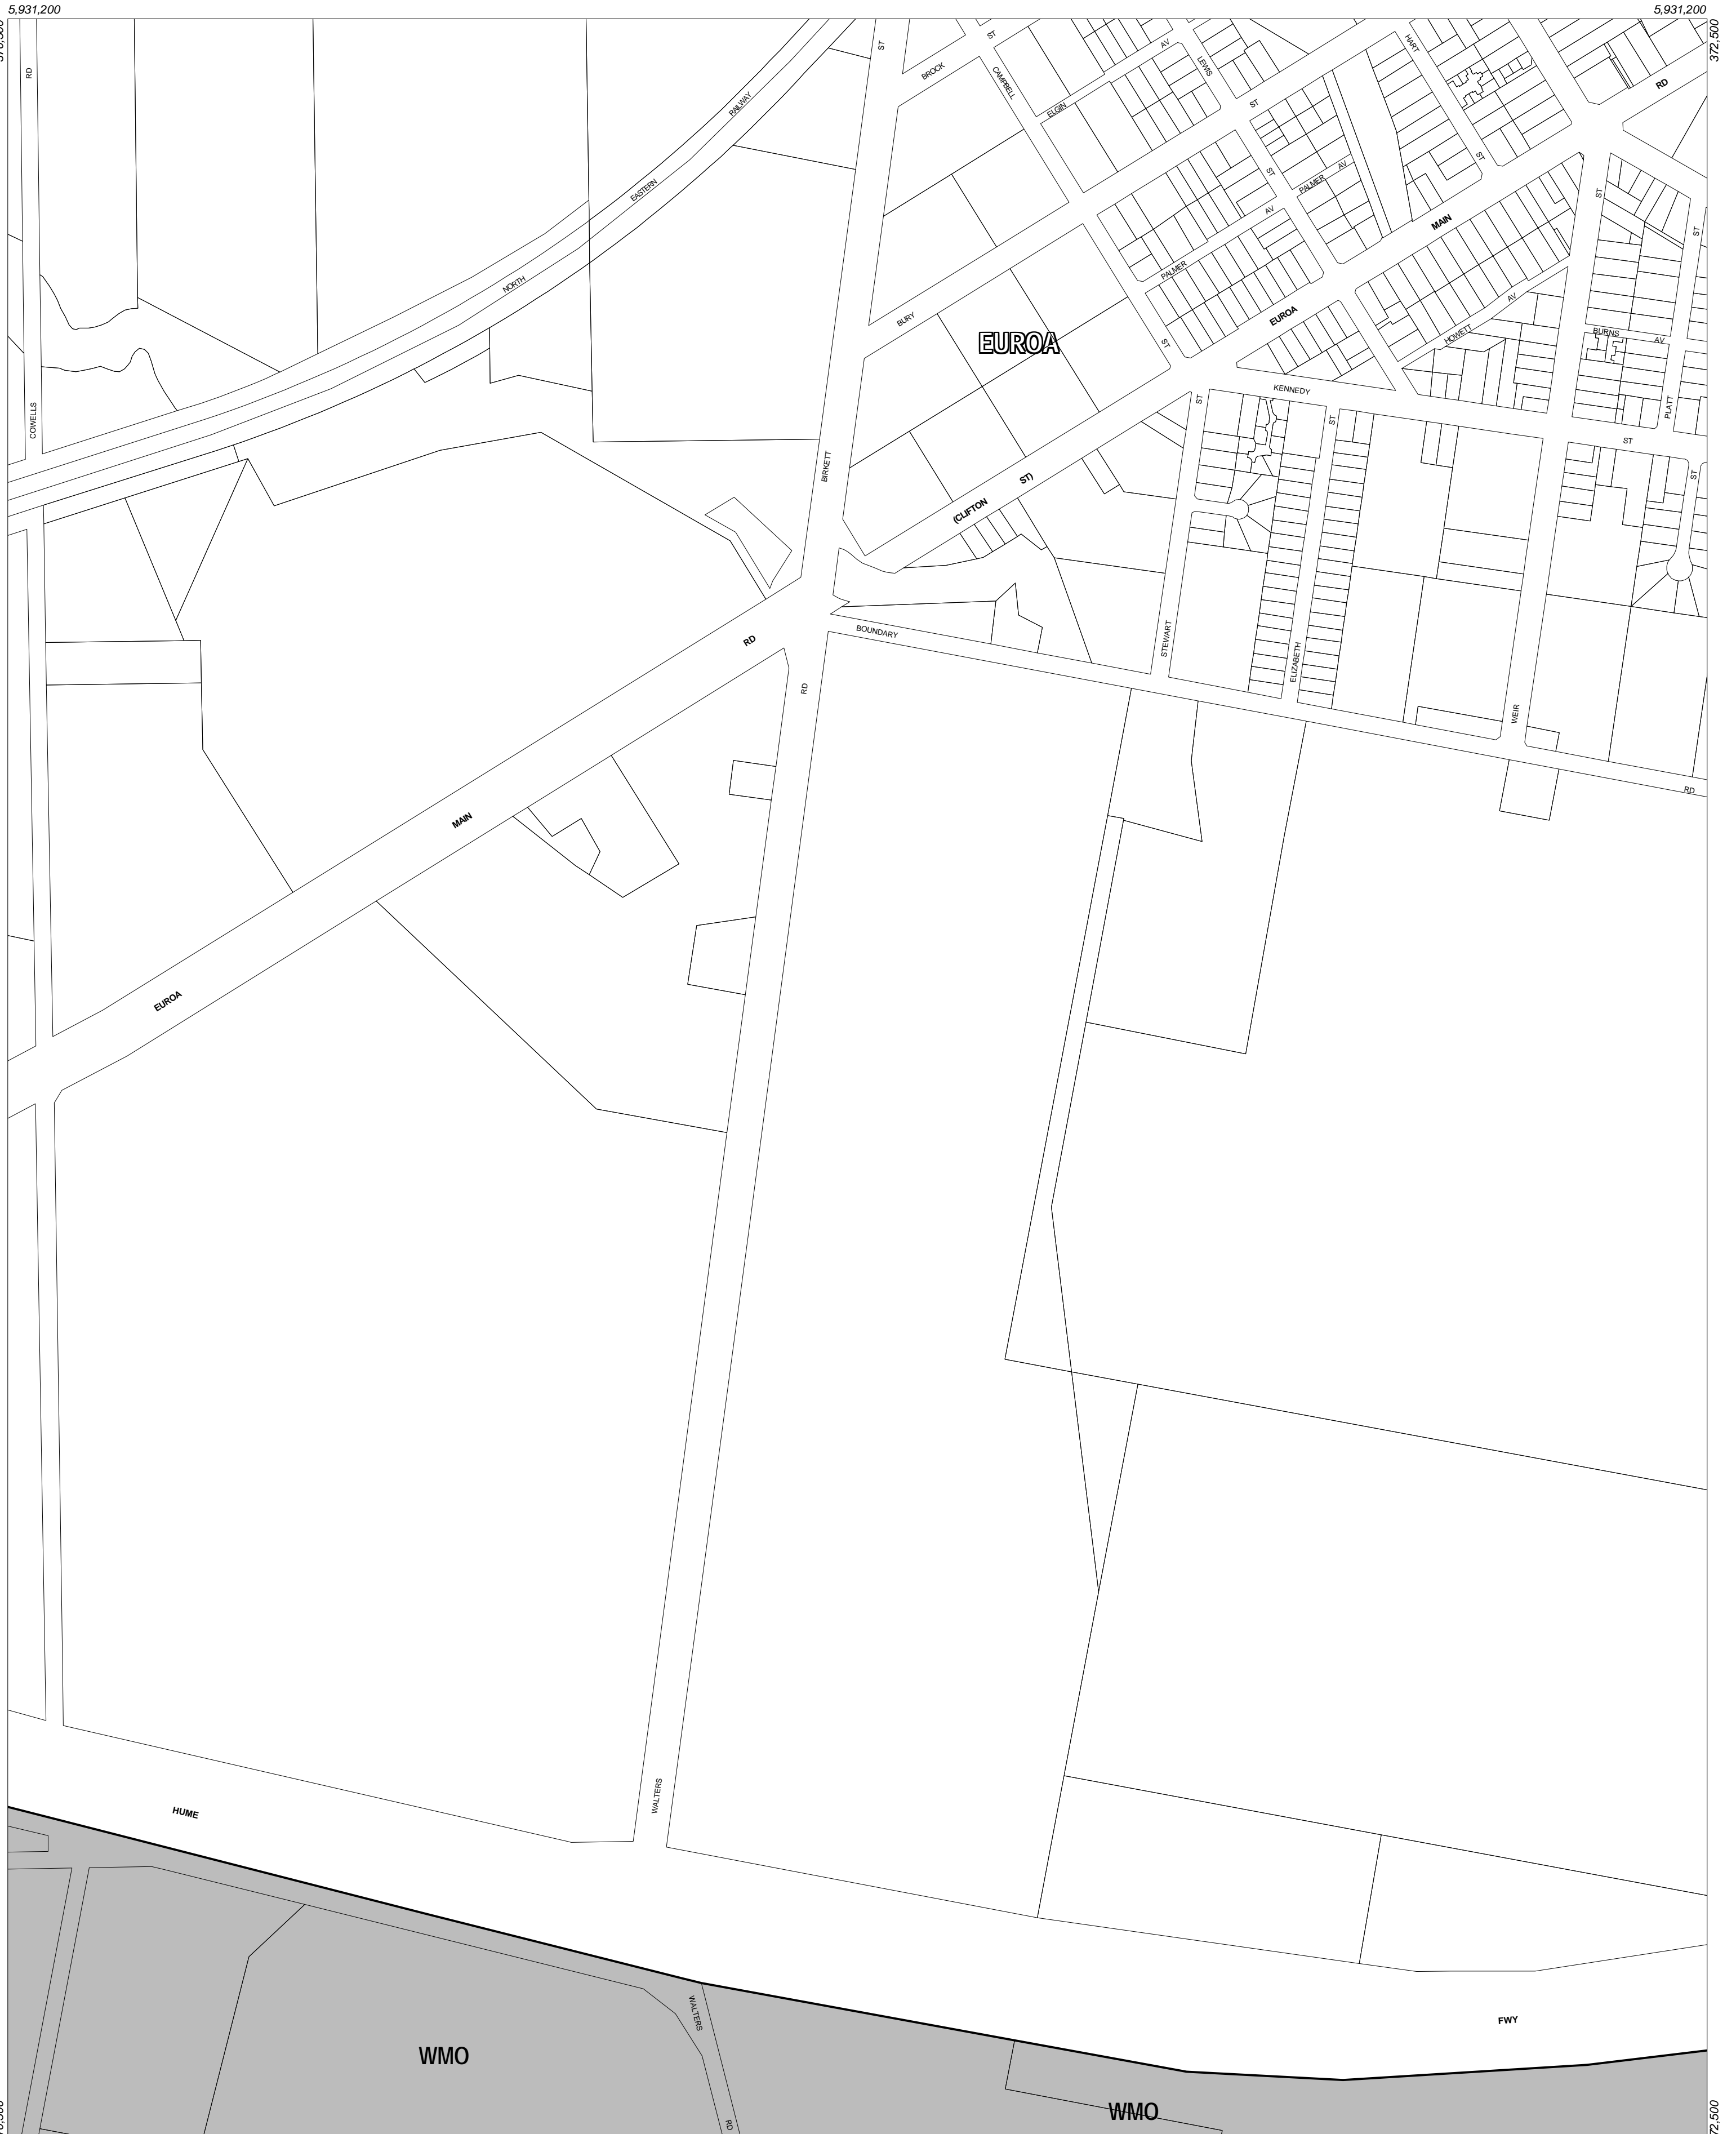 5,931,200
5,931,200
372,500
RD
ST
ST
BROCK
CAMPBELL
AV
LEWIS
HART
RD
RAILWAY
ELGIN
ST
EASTERN
ST
ST
PALMER
AV
AV
MAIN
ST
ST
NORTH
PALMER
EUROA
AV
BURY
EUROA
ST
HOWETT
BURNS
AV
COWELLS
KENNEDY
ST
ST
PLATT
ST
BIRKETT
(CLIFTON
ST)
ST
RD
BOUNDARY
STEWART
ELIZABETH
RD
WEIR
RD
MAIN
EUROA
WALTERS
HUME
WALTERS
FWY
WMO
WMO
RD